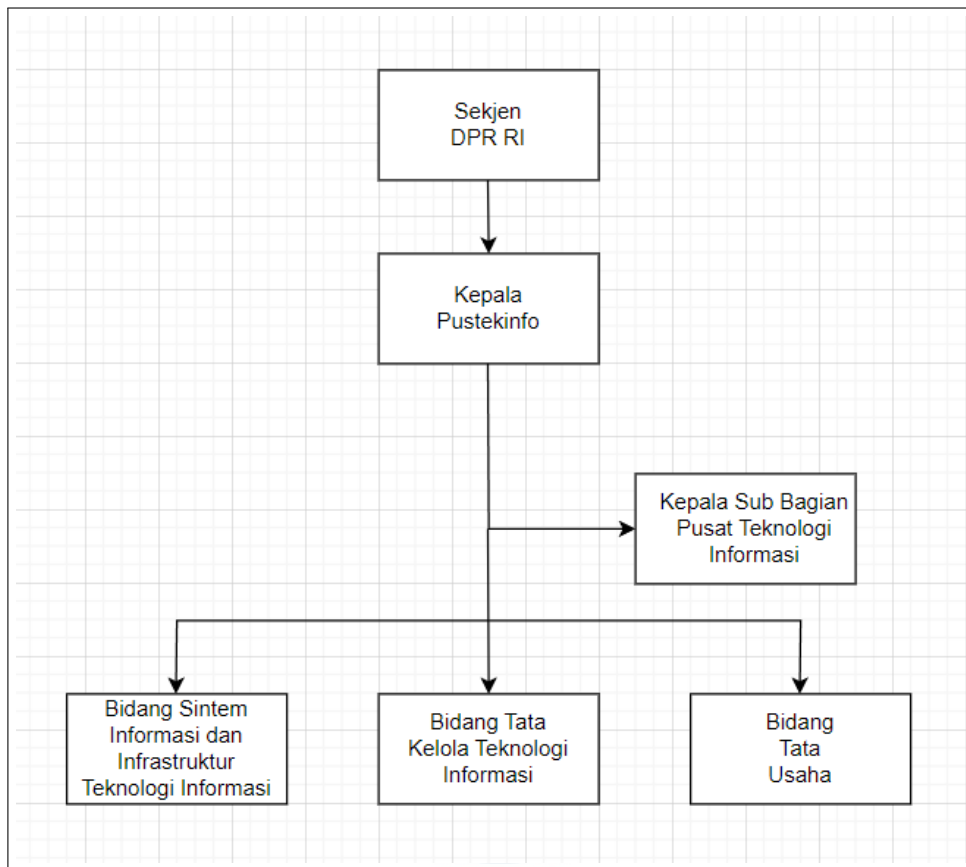 Sekjen
DPR RI
Kepala
Pustekinfo
Kepala Sub Bagian
Pusat Teknologi
Informasi
Bidang Sintem
Informasi dan
Infrastruktur
Teknologi Informasi
Bidang Tata
Kelola Teknologi
Informasi
Bidang
Tata
Usaha